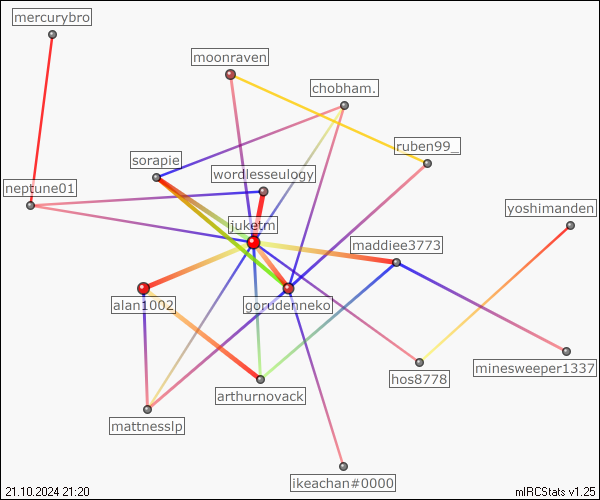 mercurybro
moonraven
chobham.
ruben99_
sorapie
wordlesseulogy
neptune01
yoshimanden
juketm
maddiee3773
alan1002
gorudenneko
minesweeper1337
hos8778
arthurnovack
mattnesslp
ikeachan#0000
21.10.2024 21:20
mIRCStats v1.25